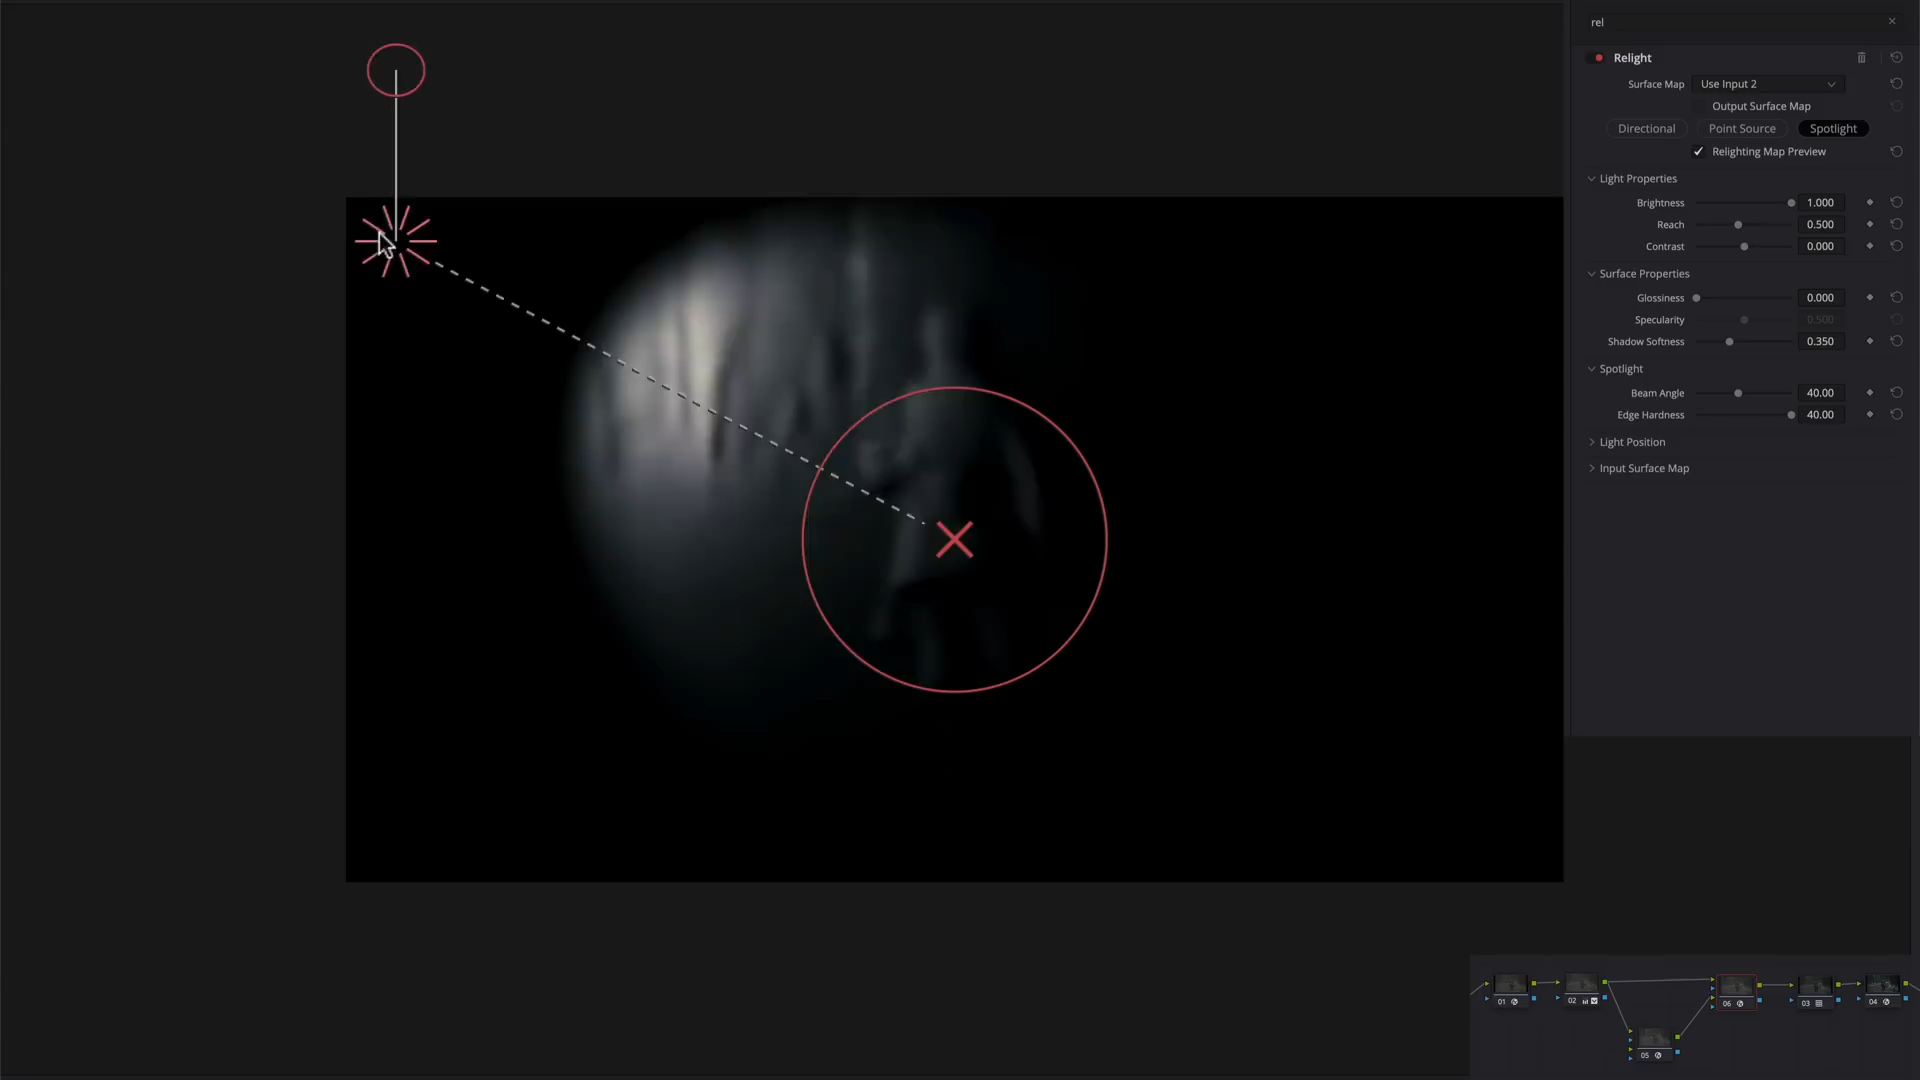 rel
Relight
Surface Map Use Input 2
Output Surface Map
Directional Point Source Spotlight
Relighting Map Preview
Light Properties
Brightness 1.000
Reach 0.500
Contrast 0.000
Surface Properties
Glossiness 0.000
Specularity 0.500
Shadow Softness 0.350
Spotlight
Beam Angle 40.00
Edge Hardness 40.00
Light Position
Input Surface Map
01 02 06 03 04
05